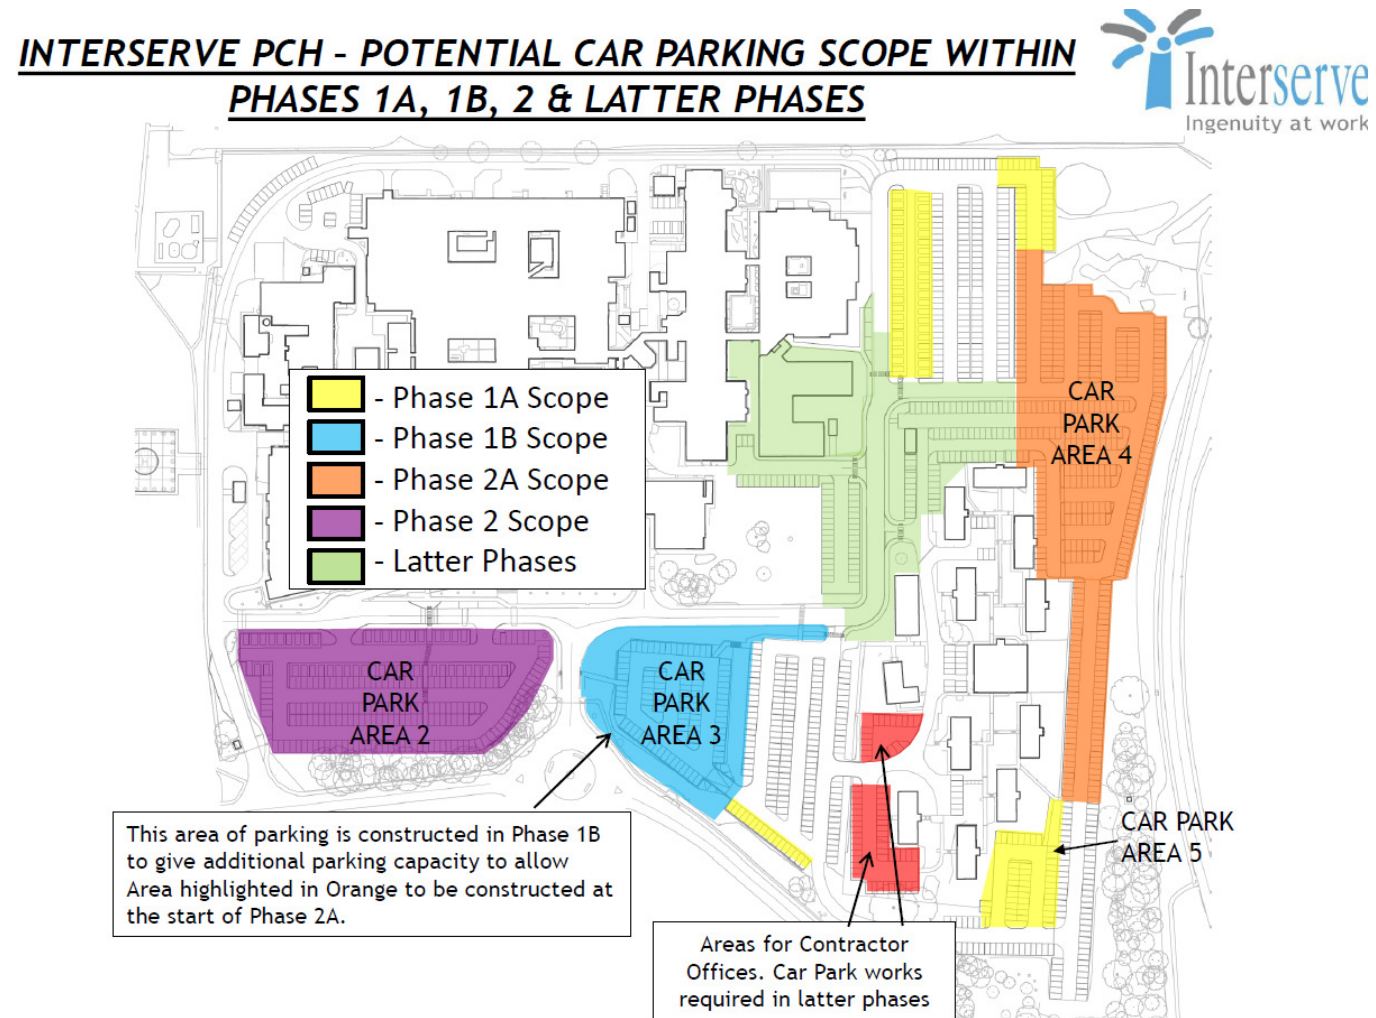 INTERSERVE PCH – POTENTIAL CAR PARKING SCOPE WITHIN
PHASES 1A, 1B, 2 & LATTER PHASES
Interserve
Ingenuity at work
- Phase 1A Scope
- Phase 1B Scope
- Phase 2A Scope
- Phase 2 Scope
- Latter Phases
CAR
PARK
AREA 4
CAR
PARK
AREA 2
CAR
PARK
AREA 3
CAR PARK
AREA 5
This area of parking is constructed in Phase 1B
to give additional parking capacity to allow
Area highlighted in Orange to be constructed at
the start of Phase 2A.
Areas for Contractor
Offices. Car Park works
required in latter phases